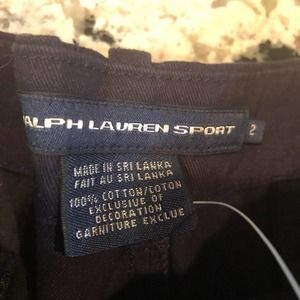 RALPH LAUREN SPORT 2
MADE IN SRI LANKA
FAIT AU SRI LANKA
100% COTTON/COTON
EXCLUSIVE OF
DECORATION
GARNITURE EXCLUE